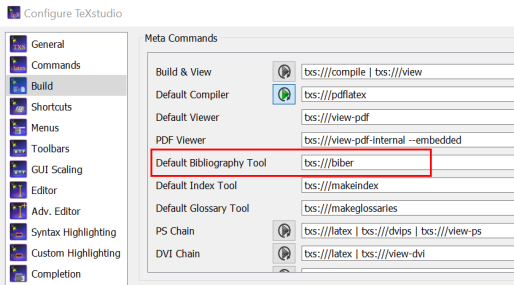 Configure TeXstudio
General
Commands
Build
Shortcuts
Menus
Toolbars
GUI Scaling
Editor
Adv. Editor
Syntax Highlighting
Custom Highlighting
Completion
Meta Commands
Build & View txs:///compile | txs:///view
Default Compiler txs:///pdflatex
Default Viewer txs:///view-pdf
PDF Viewer txs:///view-pdf-internal --embedded
Default Bibliography Tool txs:///biber
Default Index Tool txs:///makeindex
Default Glossary Tool txs:///makeglossaries
PS Chain txs:///latex | txs:///dvips | txs:///view-ps
DVI Chain txs:///latex | txs:///view-dvi